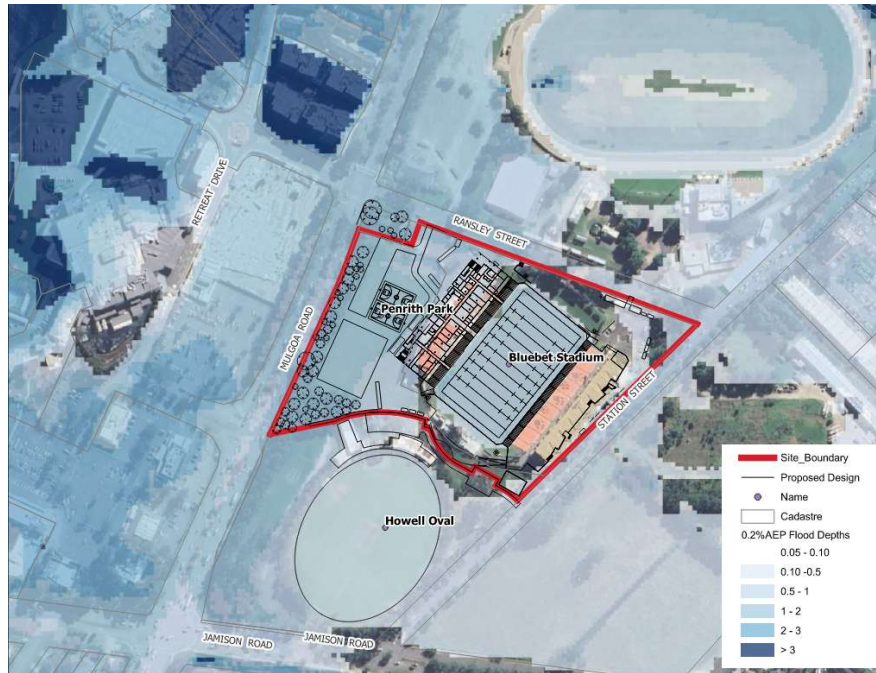 RETREAT DRIVE
RANSLEY STREET
Penrith Park
MULGOA ROAD
Bluebet Stadium
STATION STREET
Howell Oval
JAMISON ROAD
JAMISON ROAD
Site_Boundary
Proposed Design
Name
Cadastre
0.2%AEP Flood Depths
0.05 - 0.10
0.10 -0.5
0.5 - 1
1 - 2
2 - 3
> 3